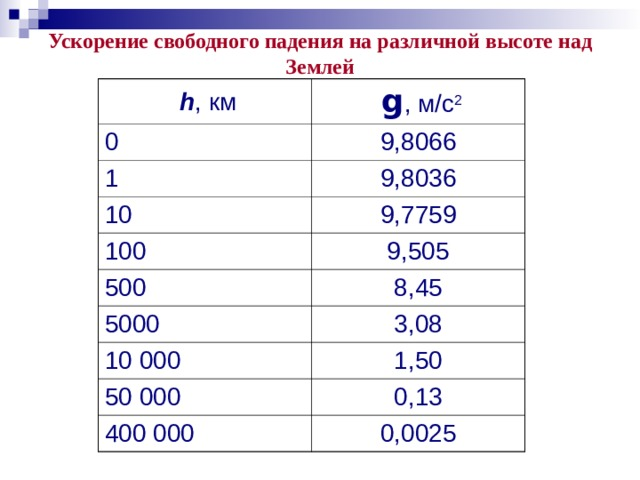 Ускорение свободного падения на различной высоте над
Землей
h, км g, м/с²
0 9,8066
1 9,8036
10 9,7759
100 9,505
500 8,45
5000 3,08
10 000 1,50
50 000 0,13
400 000 0,0025